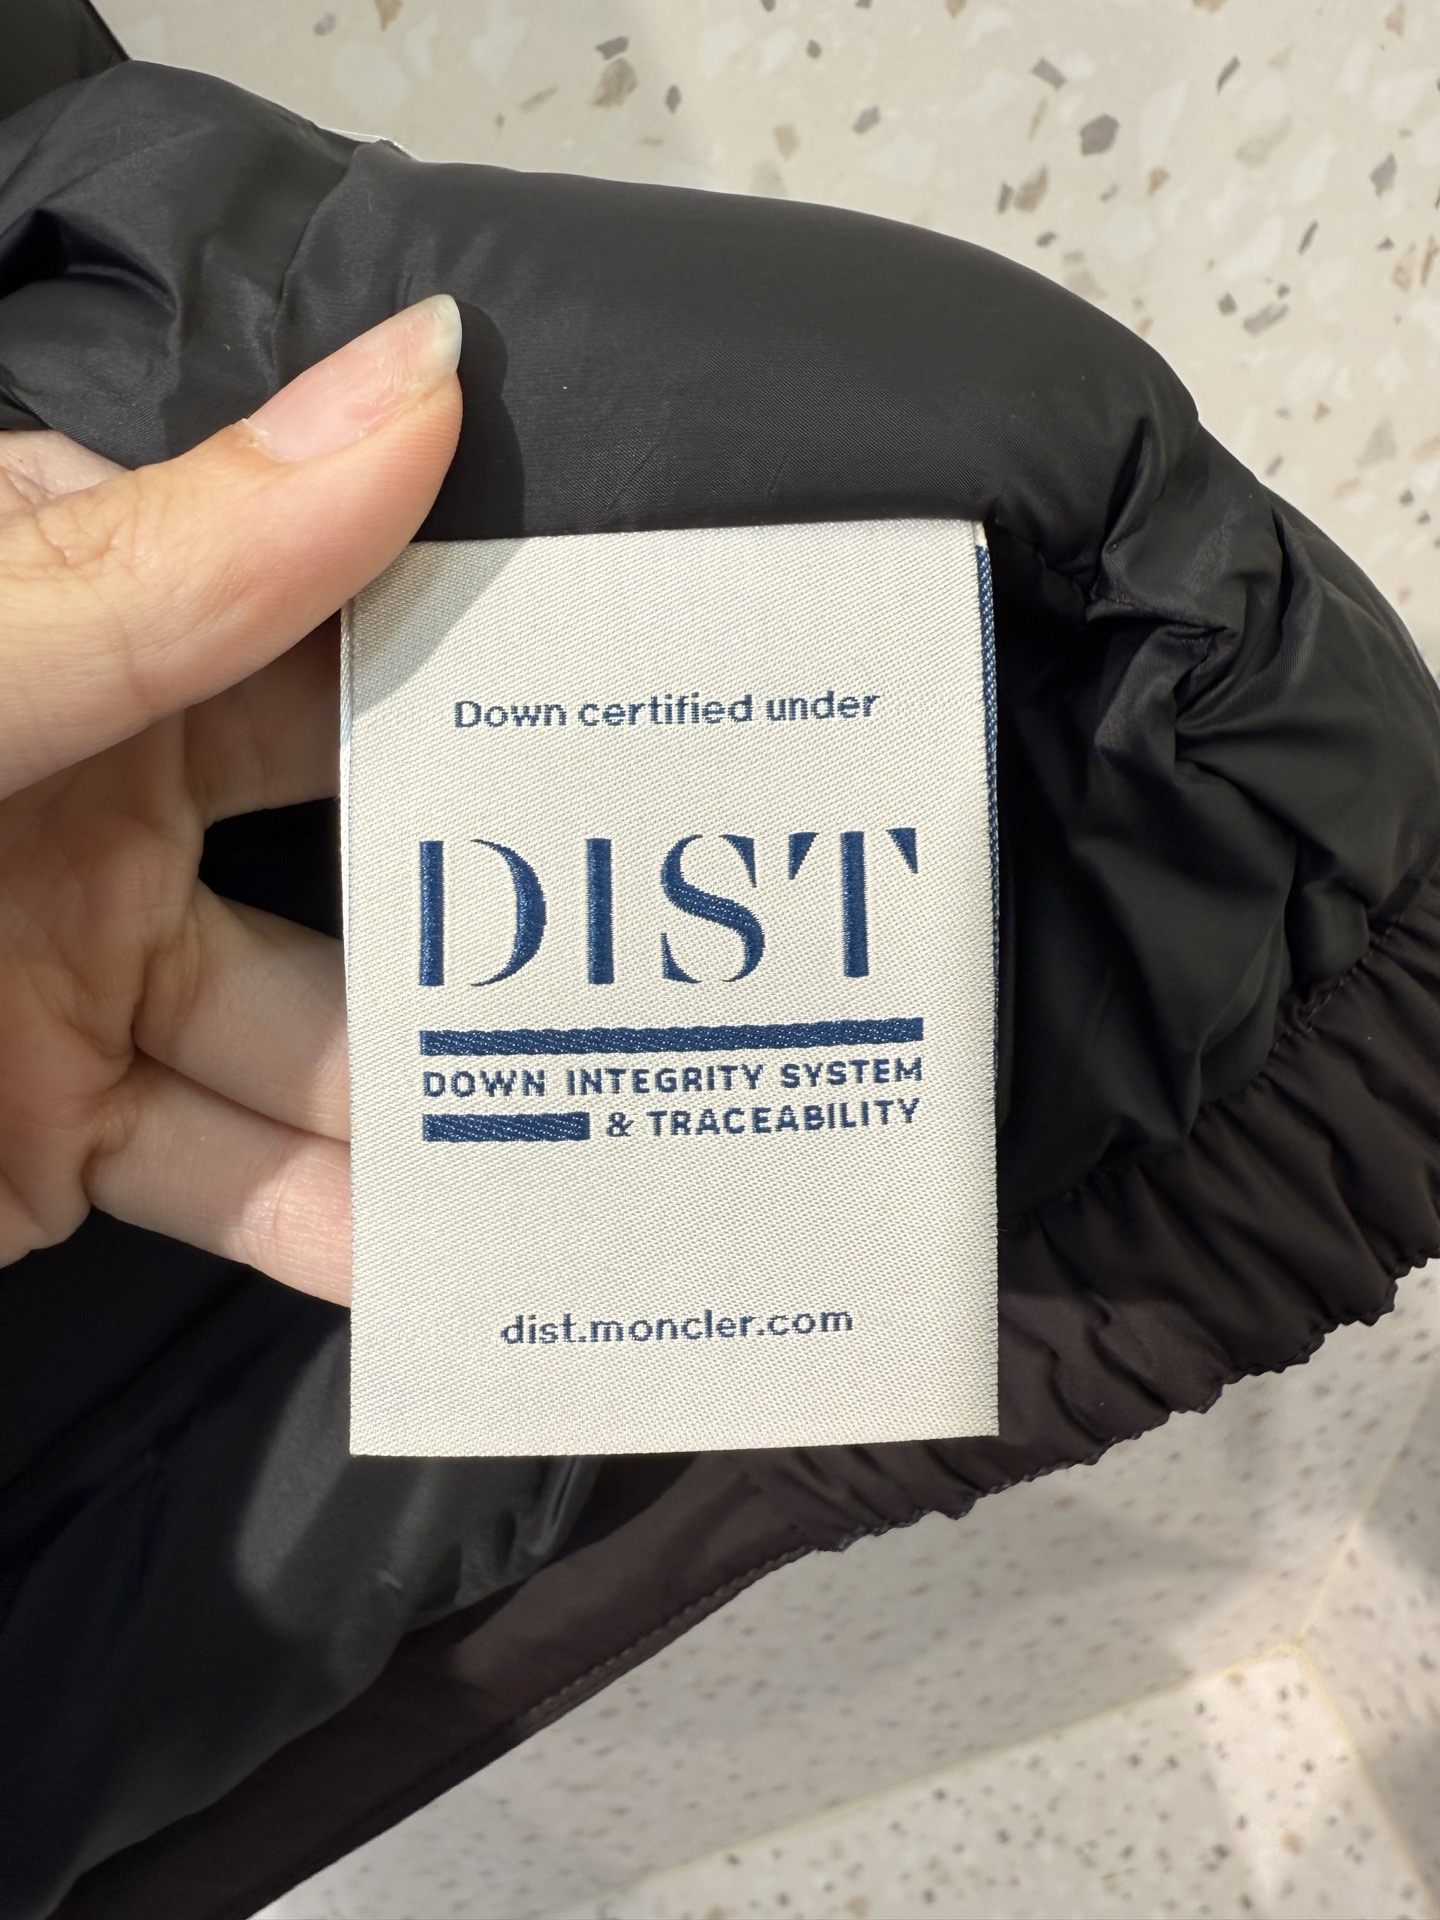 Down certified under
DIST
DOWN INTEGRITY SYSTEM
& TRACEABILITY
dist.moncler.com